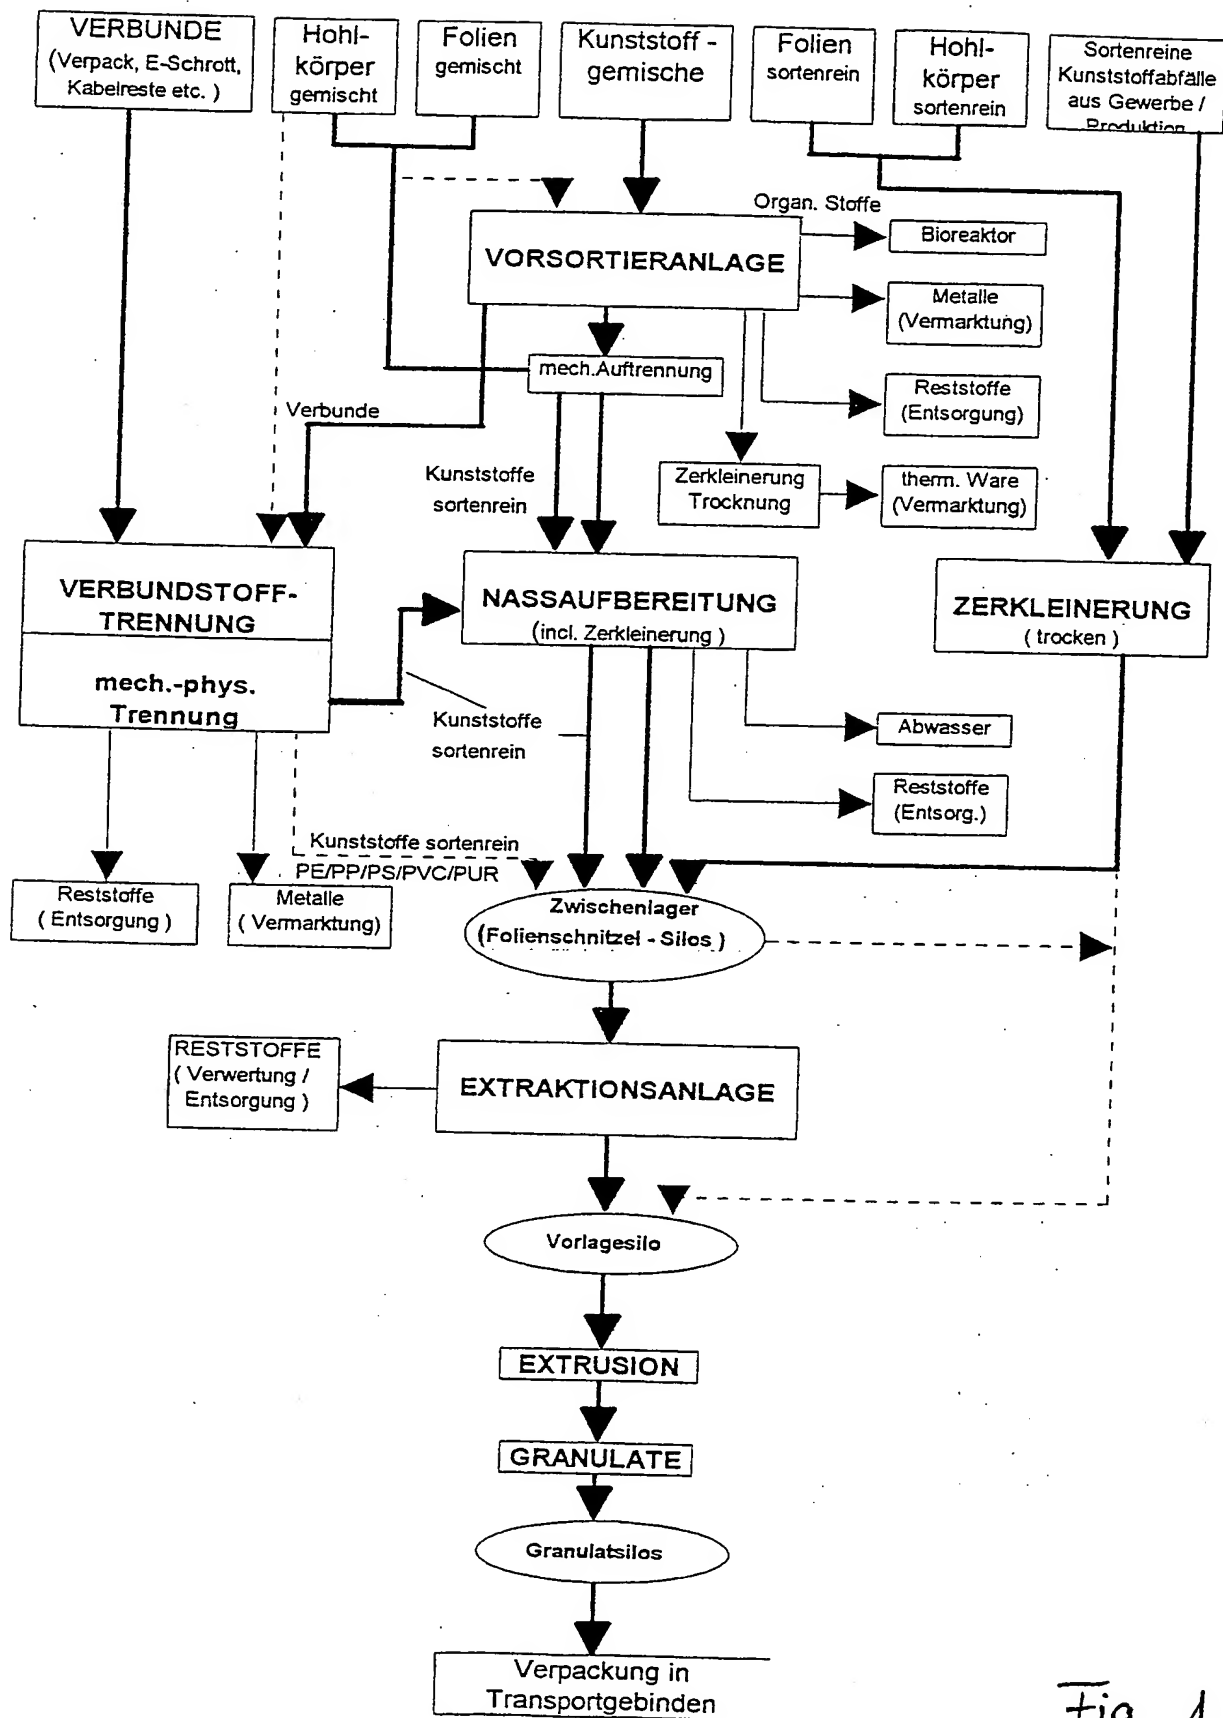 VERBUNDE
(Verpack, E-Schrott,
Kabelreste etc. )
Hohl-
körper
gemischt
Folien
gemischt
Kunststoff -
gemische
Folien
sortenrein
Hohl-
körper
sortenrein
Sortenreine
Kunststoffabfälle
aus Gewerbe /
Produktion
Organ. Stoffe
VORSORTIERANLAGE
Bioreaktor
Metalle
(Vermarktung)
mech.Auftrennung
Reststoffe
(Entsorgung)
Verbunde
Kunststoffe
sortenrein
Zerkleinerung
Trocknung
therm. Ware
(Vermarktung)
VERBUNDSTOFF-
TRENNUNG
mech.-phys.
Trennung
NASSAUFBEREITUNG
(incl. Zerkleinerung )
ZERKLEINERUNG
( trocken )
Kunststoffe
sortenrein
Abwasser
Reststoffe
(Entsorg.)
Kunststoffe sortenrein
PE/PP/PS/PVC/PUR
Reststoffe
( Entsorgung )
Metalle
( Vermarktung)
Zwischenlager
(Folienschnitzel - Silos )
RESTSTOFFE
( Verwertung /
Entsorgung )
EXTRAKTIONSANLAGE
Vorlagesilo
EXTRUSION
GRANULATE
Granulatsilos
Verpackung in
Transportgebinden
Fig. 1